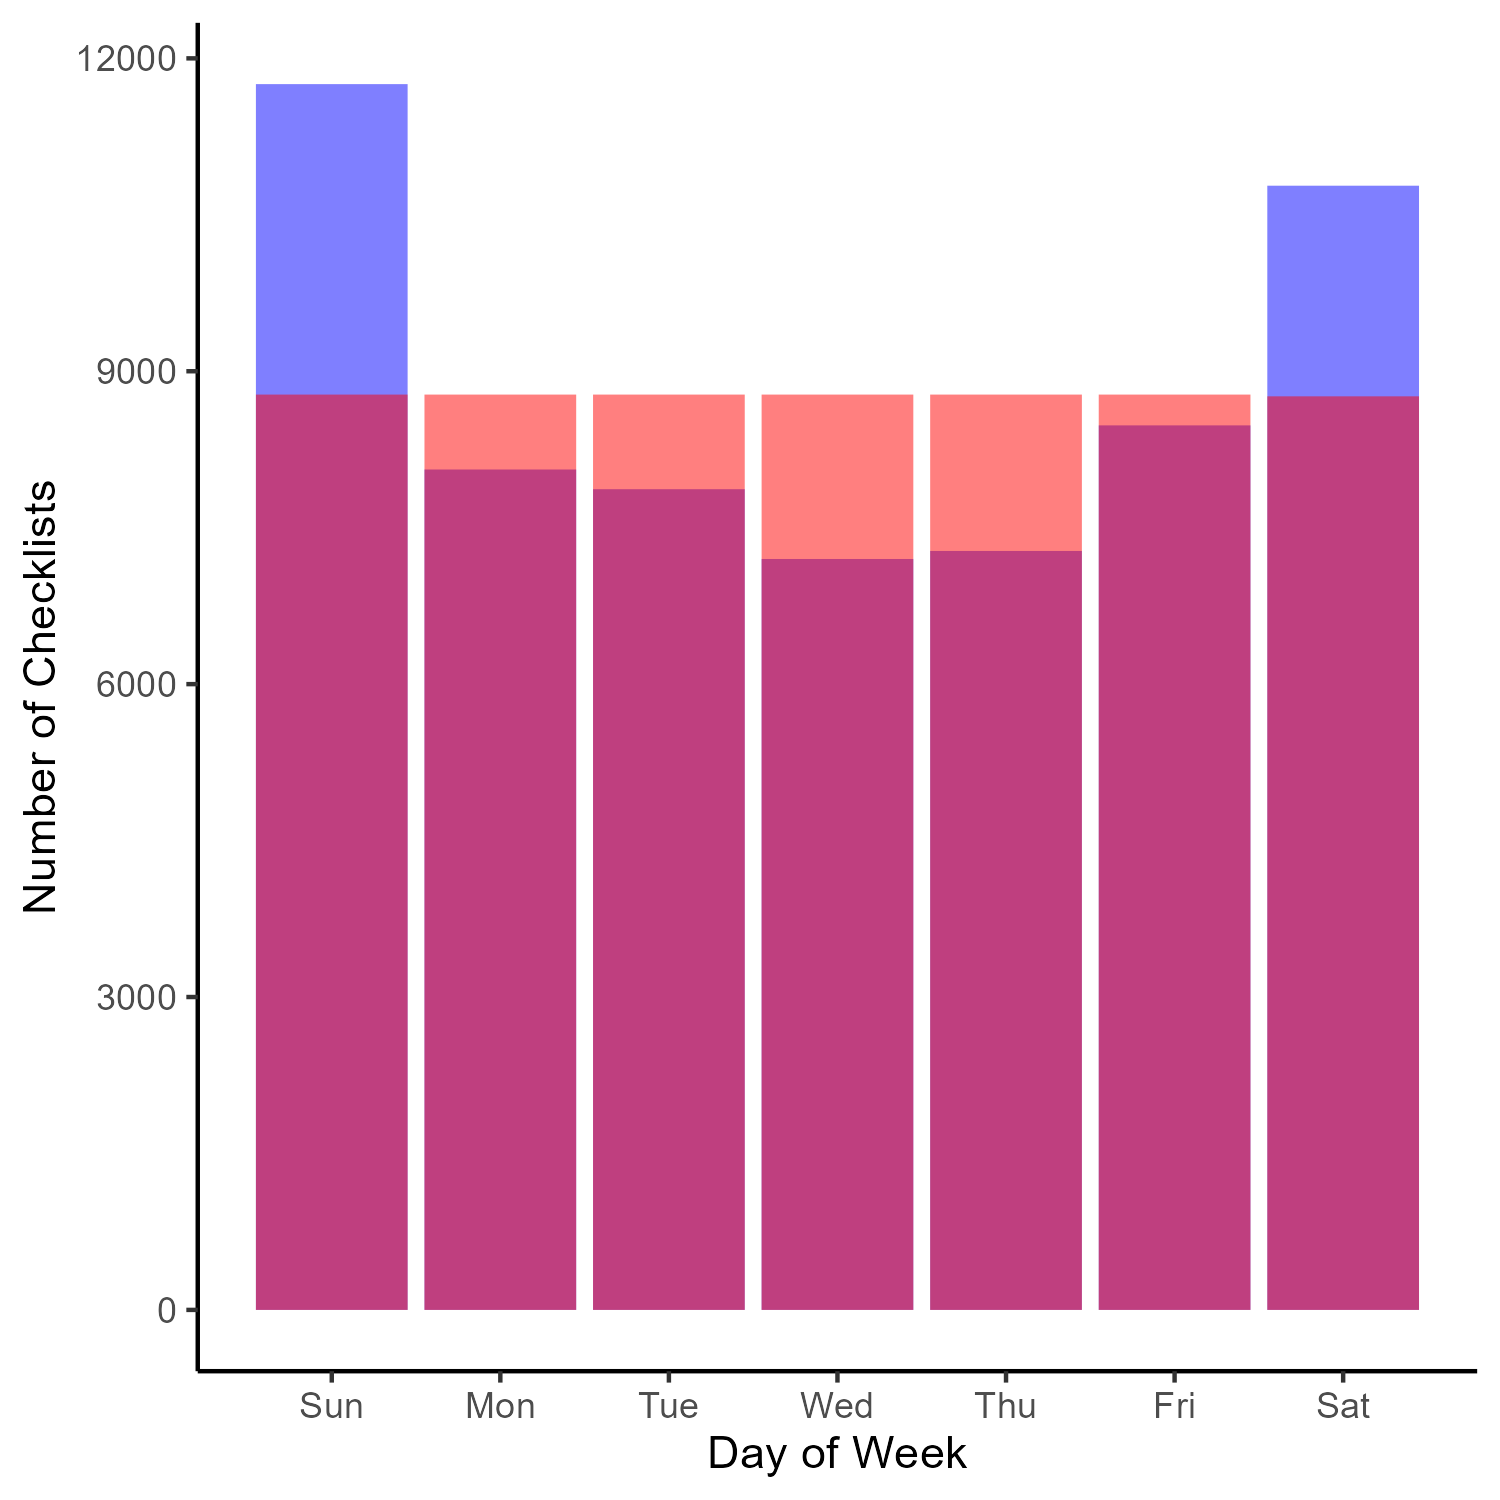 Number of Checklists
12000
9000
6000
3000
0
Sun Mon Tue Wed Thu Fri Sat
Day of Week